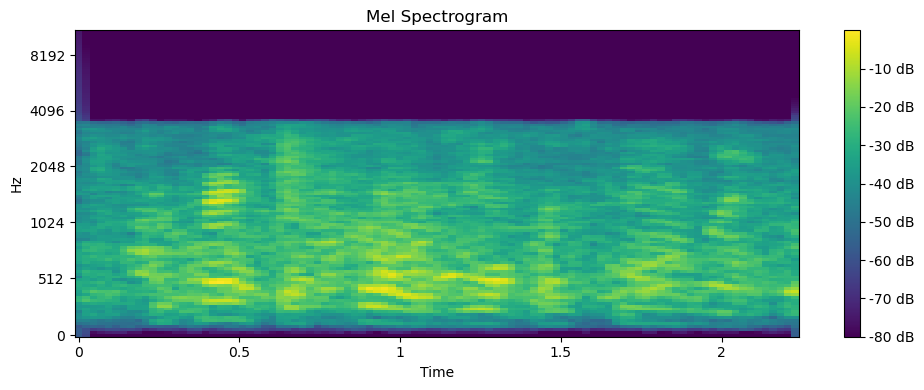 Mel Spectrogram
8192
4096
2048
1024
512
0
Hz
0
0.5
1
1.5
2
Time
-10 dB
-20 dB
-30 dB
-40 dB
-50 dB
-60 dB
-70 dB
-80 dB